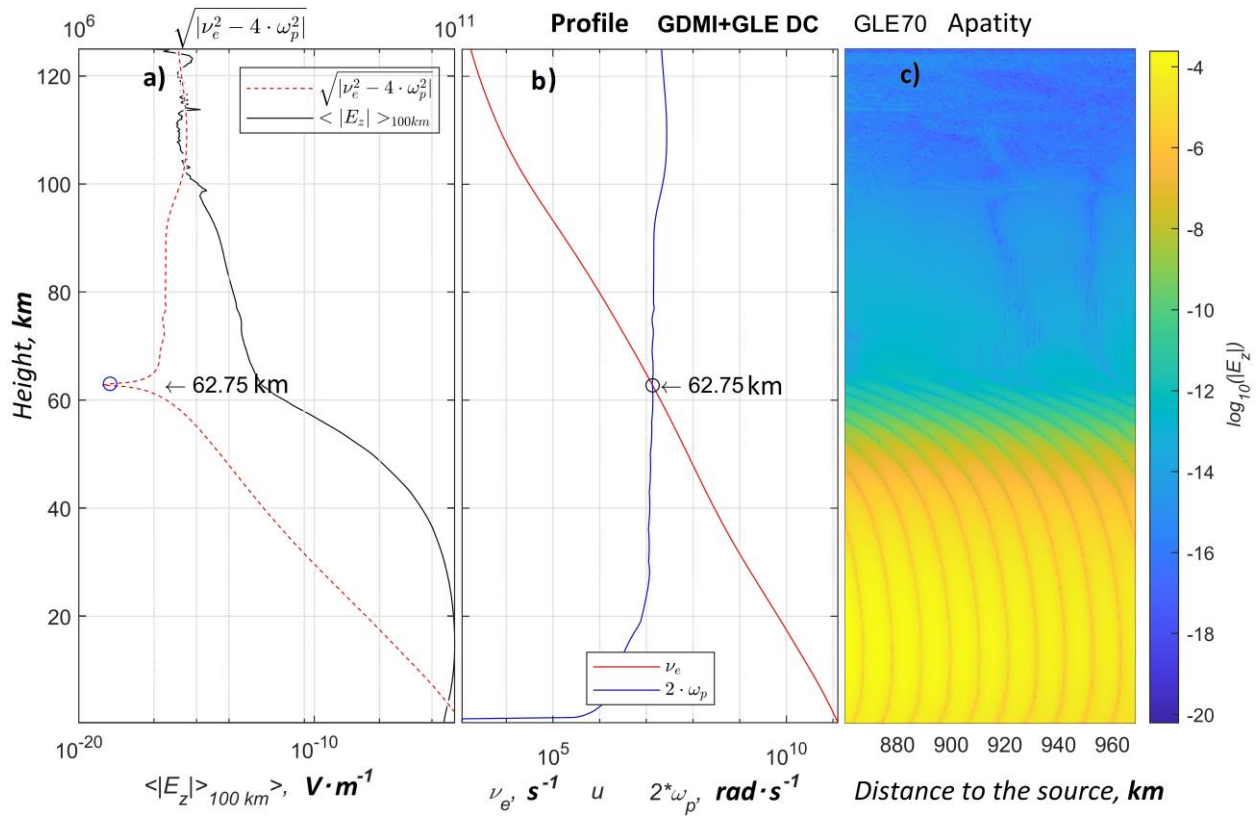 10^6 \sqrt{|ν_e^2 − 4 · ω_p^2|} 10^11 Profile GDMI+GLE DC GLE70 Apatity
a)
\sqrt{|ν_e^2 − 4 · ω_p^2|}
< |E_z| >_{100km}
b)
c)
120
100
80
60
40
20
Height, km
← 62.75 km
← 62.75 km
ν_e
2 · ω_p
-4
-6
-8
-10
-12
-14
-16
-18
-20
log_10(|E_z|)
10^-20 10^-10
10^5 10^10
880 900 920 940 960
<|E_z|>_{100 km}>, V·m^-1
ν_e, s^-1 u 2*ω_p, rad·s^-1
Distance to the source, km